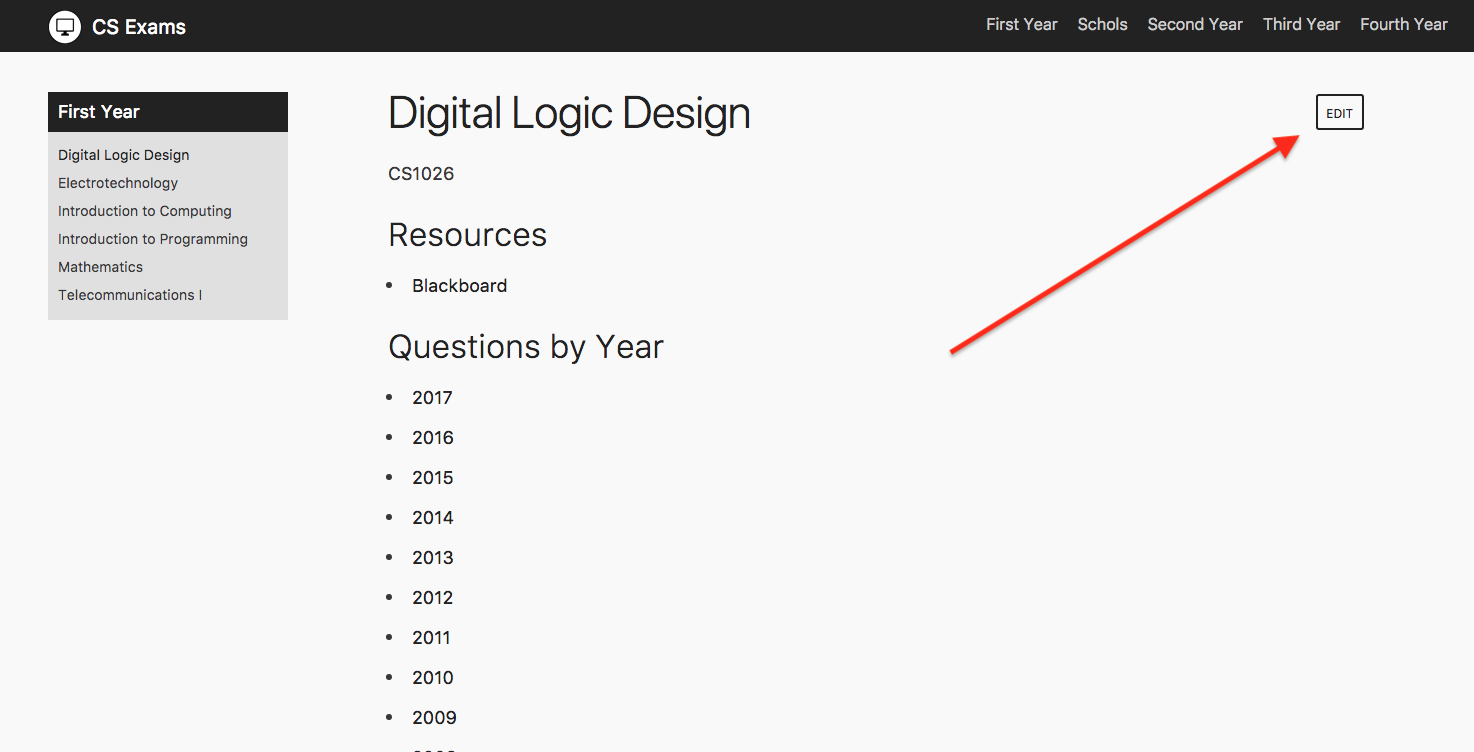 CS Exams
First Year Schols Second Year Third Year Fourth Year
First Year
Digital Logic Design
Electrotechnology
Introduction to Computing
Introduction to Programming
Mathematics
Telecommunications I
Digital Logic Design
EDIT
CS1026
Resources
• Blackboard
Questions by Year
• 2017
• 2016
• 2015
• 2014
• 2013
• 2012
• 2011
• 2010
• 2009